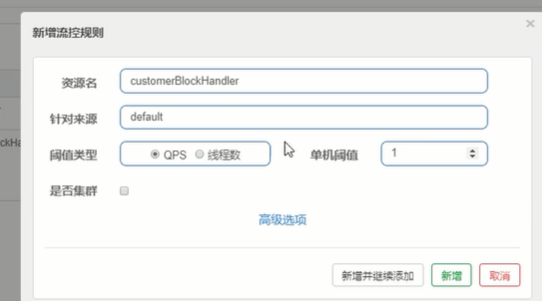 新增流控规则
资源名 customerBlockHandler
针对来源 default
ckHa
阈值类型 QPS 线程数 单机阈值 1
是否集群
高级选项
新增并继续添加 新增 取消